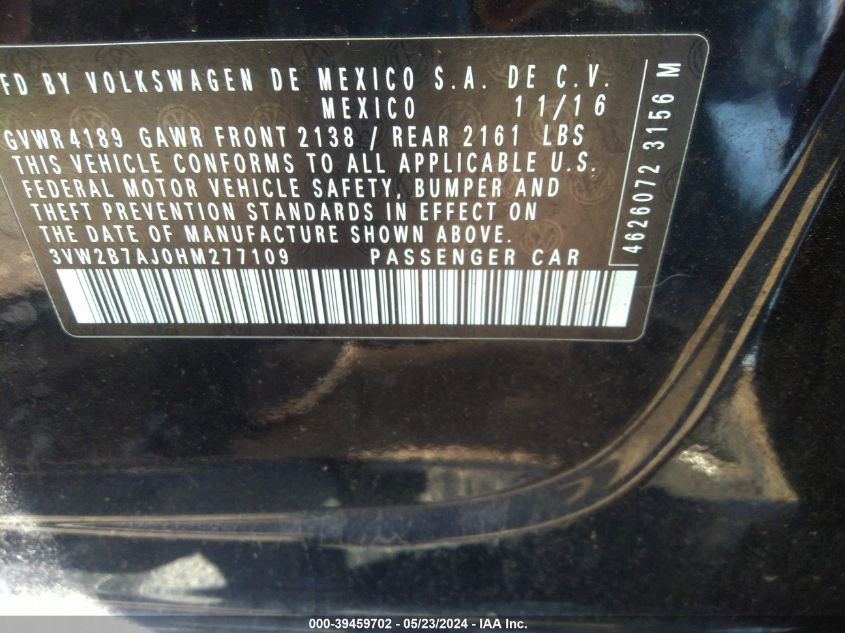 FD BY VOLKSWAGEN DE MEXICO S.A. DE C.V.
MEXICO 11/16
GVWR 4189 GAWR FRONT 2138 / REAR 2161 LBS
THIS VEHICLE CONFORMS TO ALL APPLICABLE U.S.
FEDERAL MOTOR VEHICLE SAFETY, BUMPER AND
THEFT PREVENTION STANDARDS IN EFFECT ON
THE DATE OF MANUFACTURE SHOWN ABOVE.
3VW2B7AJ0HM277109 PASSENGER CAR
4626072 3156 M
000-39459702 - 05/23/2024 - IAA Inc.